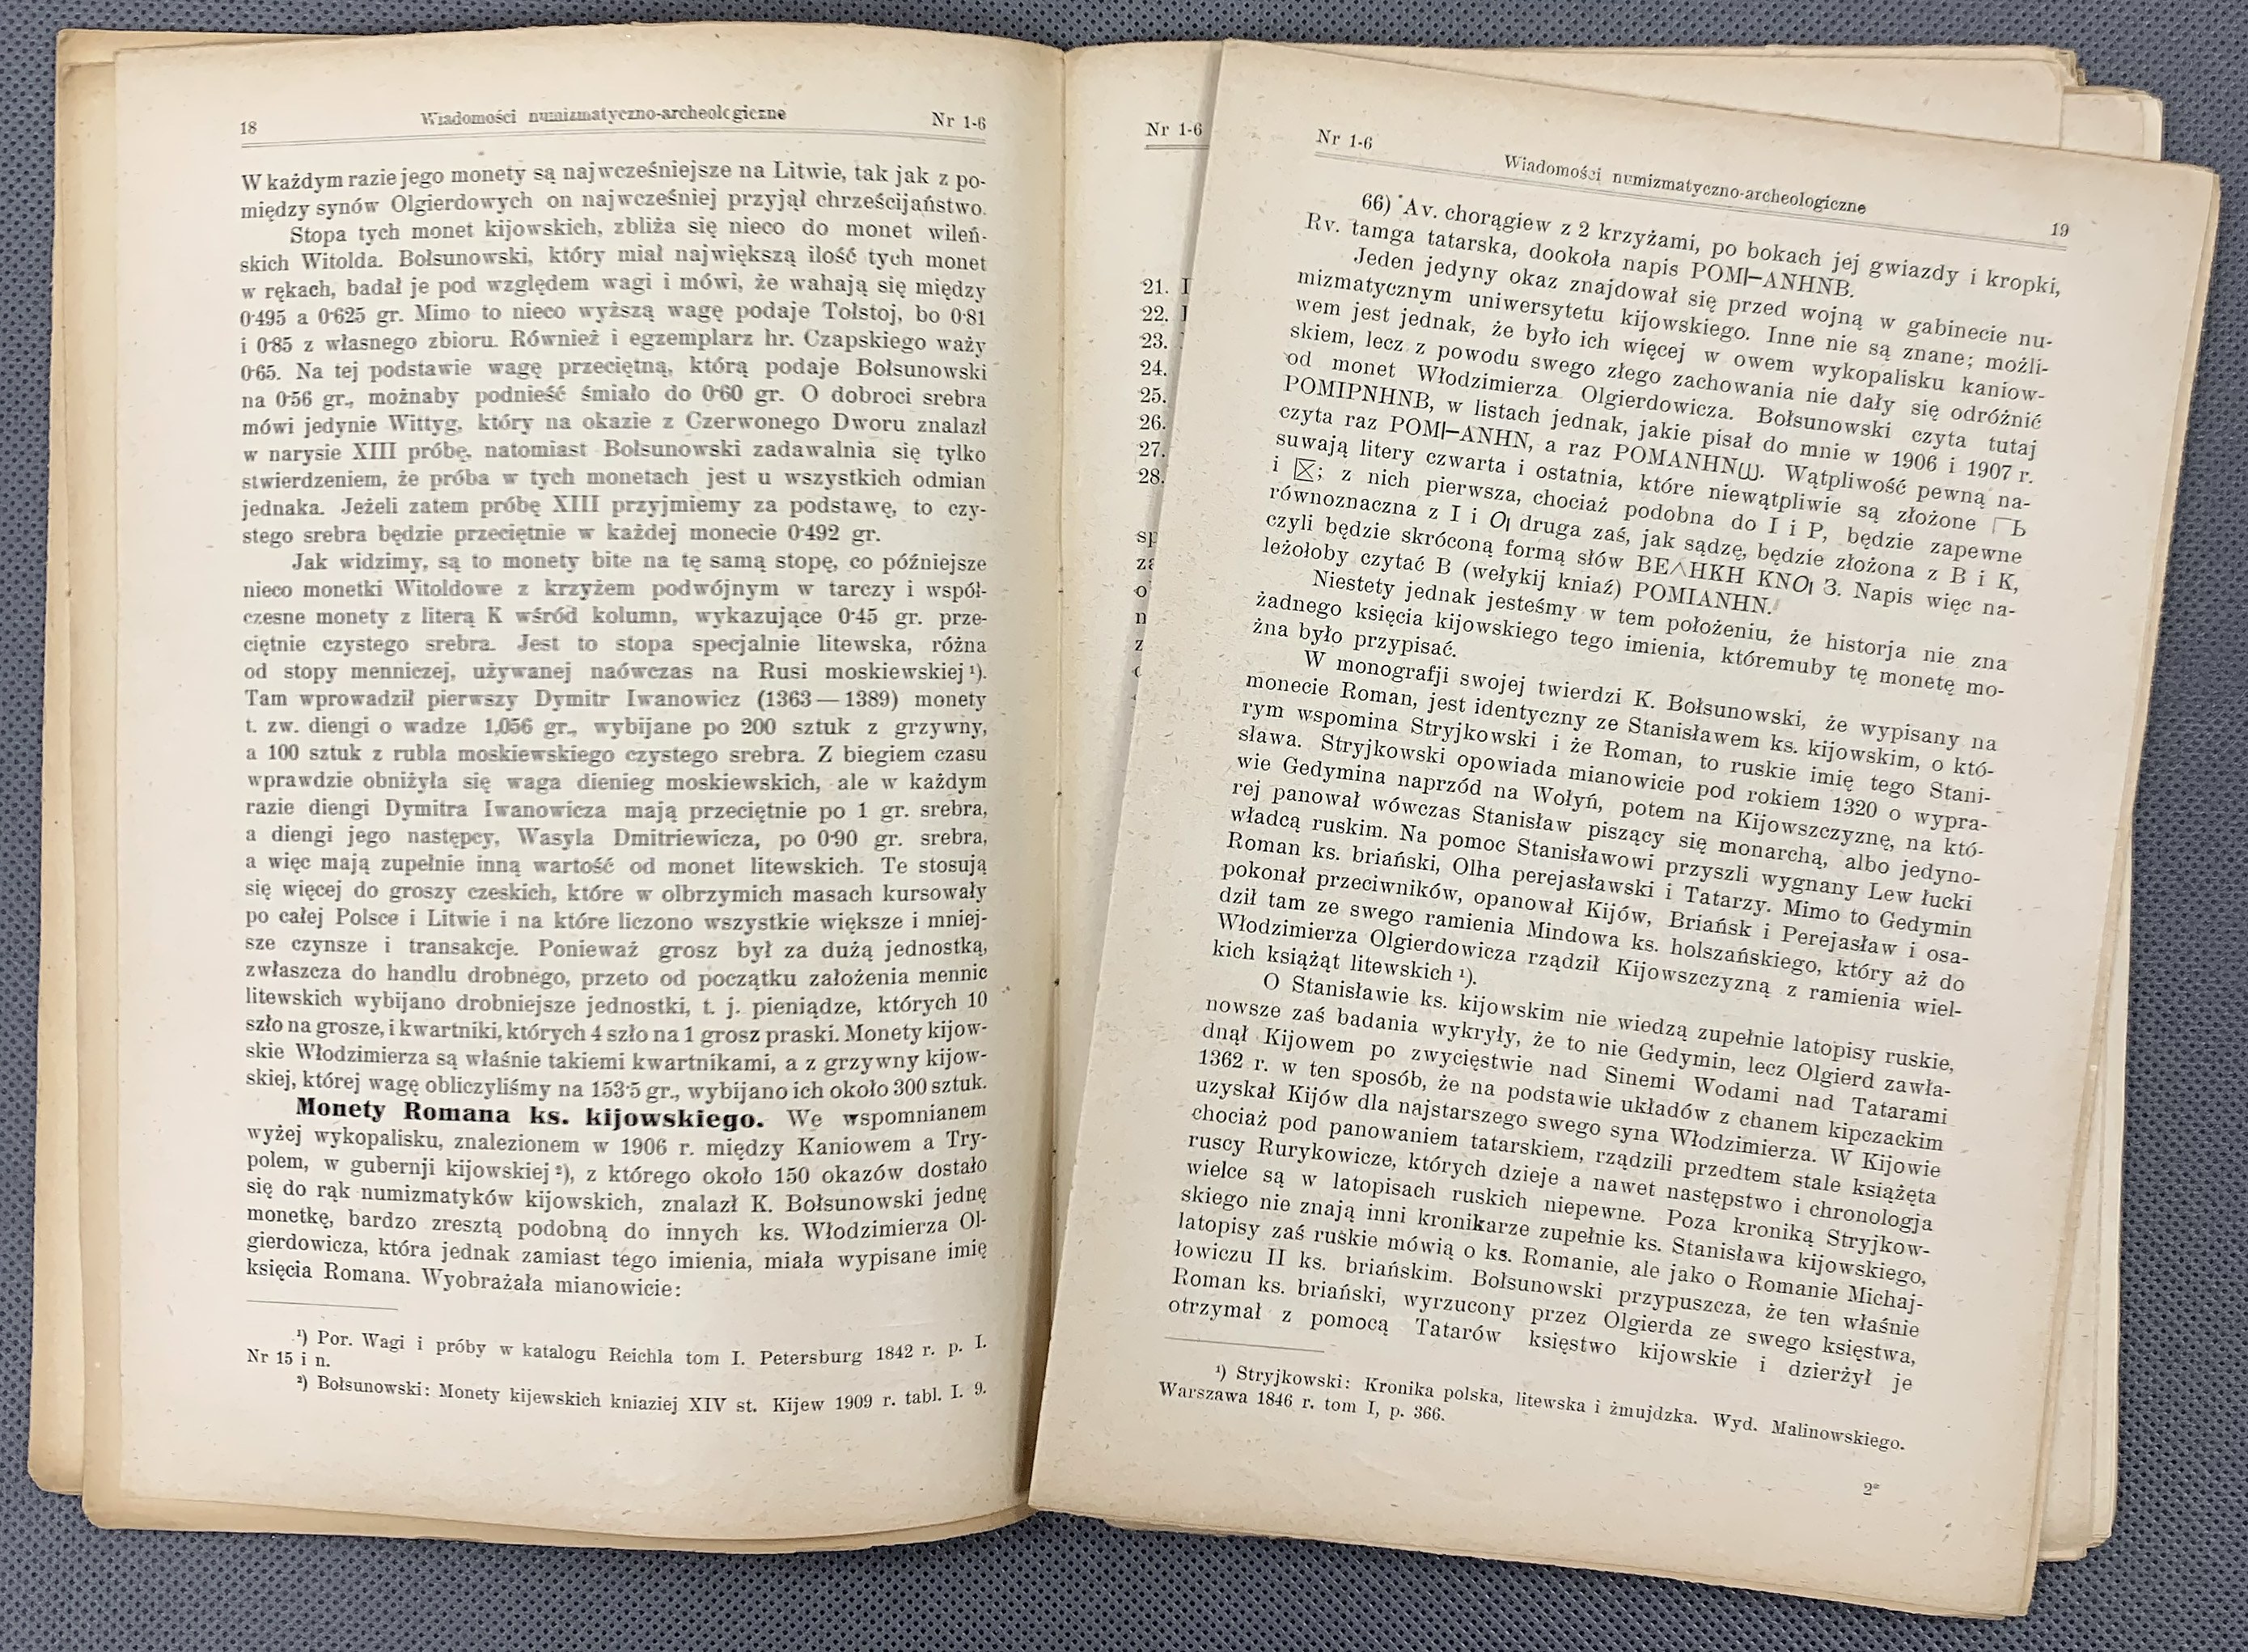 18 Wiadomości numizmatyczno-archeologiczne Nr 1-6
W każdym razie jego monety są najwcześniejsze na Litwie, tak jak z po-
między synów Olgierdowych on najwcześniej przyjął chrześcijaństwo.
Stopa tych monet kijowskich, zbliża się nieco do monet wileń-
skich Witolda. Bołsunowski, który miał największą ilość tych monet
w rękach, badał je pod względem wagi i mówi, że wahają się między
0·495 a 0·625 gr. Mimo to nieco wyższą wagę podaje Tołstoj, bo 0·81
i 0·85 z własnego zbioru. Również i egzemplarz hr. Czapskiego waży
0·65. Na tej podstawie wagę przeciętną, którą podaje Bołsunowski
na 0·56 gr., możnaby podnieść śmiało do 0·60 gr. O dobroci srebra
mówi jedynie Wittyg, który na okazie z Czerwonego Dworu znalazł
w narysie XIII próbę, natomiast Bołsunowski zadawalnia się tylko
stwierdzeniem, że próba w tych monetach jest u wszystkich odmian
jednaka. Jeżeli zatem próbę XIII przyjmiemy za podstawę, to czy-
stego srebra będzie przeciętnie w każdej monecie 0·492 gr.
Jak widzimy, są to monety bite na tę samą stopę, co późniejsze
nieco monetki Witoldowe z krzyżem podwójnym w tarczy i współ-
czesne monety z literą K wśród kolumn, wykazujące 0·45 gr. prze-
ciętnie czystego srebra. Jest to stopa specjalnie litewska, różna
od stopy menniczej, używanej naówczas na Rusi moskiewskiej ¹).
Tam wprowadził pierwszy Dymitr Iwanowicz (1363 — 1389) monety
t. zw. diengi o wadze 1,056 gr., wybijane po 200 sztuk z grzywny,
a 100 sztuk z rubla moskiewskiego czystego srebra. Z biegiem czasu
wprawdzie obniżyła się waga dienieg moskiewskich, ale w każdym
razie diengi Dymitra Iwanowicza mają przeciętnie po 1 gr. srebra,
a diengi jego następcy, Wasyla Dmitriewicza, po 0·90 gr. srebra,
a więc mają zupełnie inną wartość od monet litewskich. Te stosują
się więcej do groszy czeskich, które w olbrzymich masach kursowały
po całej Polsce i Litwie i na które liczono wszystkie większe i mniej-
sze czynsze i transakcje. Ponieważ grosz był za dużą jednostką,
zwłaszcza do handlu drobnego, przeto od początku założenia mennic
litewskich wybijano drobniejsze jednostki, t. j. pieniądze, których 10
szło na grosze, i kwartniki, których 4 szło na 1 grosz praski. Monety kijow-
skie Włodzimierza są właśnie takiemi kwartnikami, a z grzywny kijow-
skiej, której wagę obliczyliśmy na 153·5 gr., wybijano ich około 300 sztuk.
Monety Romana ks. kijowskiego. We wspomnianem
wyżej wykopalisku, znalezionem w 1906 r. między Kaniowem a Try-
polem, w gubernji kijowskiej ²), z którego około 150 okazów dostało
się do rąk numizmatyków kijowskich, znalazł K. Bołsunowski jednę
monetkę, bardzo zresztą podobną do innych ks. Włodzimierza Ol-
gierdowicza, która jednak zamiast tego imienia, miała wypisane imię
księcia Romana. Wyobrażała mianowicie:
¹) Por. Wagi i próby w katalogu Reichla tom I. Petersburg 1842 r. p. I.
Nr 15 i n.
²) Bołsunowski: Monety kijewskich kniaziej XIV st. Kijew 1909 r. tabl. I. 9.
Nr 1-6
21. I
22.
23.
24.
25.
26.
27.
28.
Nr 1-6 Wiadomości numizmatyczno-archeologiczne 19
66) Av. chorągiew z 2 krzyżami, po bokach jej gwiazdy i kropki,
Rv. tamga tatarska, dookoła napis POM|–ANHNB.
Jeden jedyny okaz znajdował się przed wojną w gabinecie nu-
mizmatycznym uniwersytetu kijowskiego. Inne nie są znane; możli-
wem jest jednak, że było ich więcej w owem wykopalisku kaniow-
skiem, lecz z powodu swego złego zachowania nie dały się odróżnić
od monet Włodzimierza Olgierdowicza. Bołsunowski czyta tutaj
POMIPNHNB, w listach jednak, jakie pisał do mnie w 1906 i 1907 r.
czyta raz POM|–ANHN, a raz POMANHNꙍ. Wątpliwość pewną na-
suwają litery czwarta i ostatnia, które niewątpliwie są złożone ⎾Ь
i ⊠; z nich pierwsza, chociaż podobna do I i P, będzie zapewne
równoznaczna z I i O| druga zaś, jak sądzę, będzie złożona z B i K,
czyli będzie skróconą formą słów BEΛHKH KNO| З. Napis więc na-
leżołoby czytać B (wełykij kniaź) POMIANHN.
Niestety jednak jesteśmy w tem położeniu, że historja nie zna
żadnego księcia kijowskiego tego imienia, któremuby tę monetę mo-
żna było przypisać.
W monografji swojej twierdzi K. Bołsunowski, że wypisany na
monecie Roman, jest identyczny ze Stanisławem ks. kijowskim, o któ-
rym wspomina Stryjkowski i że Roman, to ruskie imię tego Stani-
sława. Stryjkowski opowiada mianowicie pod rokiem 1320 o wypra-
wie Gedymina naprzód na Wołyń, potem na Kijowszczyznę, na któ-
rej panował wówczas Stanisław piszący się monarchą, albo jedyno-
władcą ruskim. Na pomoc Stanisławowi przyszli wygnany Lew łucki
Roman ks. briański, Olha perejasławski i Tatarzy. Mimo to Gedymin
pokonał przeciwników, opanował Kijów, Briańsk i Perejasław i osa-
dził tam ze swego ramienia Mindowa ks. holszańskiego, który aż do
Włodzimierza Olgierdowicza rządził Kijowszczyzną z ramienia wiel-
kich książąt litewskich ¹).
O Stanisławie ks. kijowskim nie wiedzą zupełnie latopisy ruskie,
nowsze zaś badania wykryły, że to nie Gedymin, lecz Olgierd zawła-
dnął Kijowem po zwycięstwie nad Sinemi Wodami nad Tatarami
1362 r. w ten sposób, że na podstawie układów z chanem kipczackim
uzyskał Kijów dla najstarszego swego syna Włodzimierza. W Kijowie
chociaż pod panowaniem tatarskiem, rządzili przedtem stale książęta
ruscy Rurykowicze, których dzieje a nawet następstwo i chronologja
wielce są w latopisach ruskich niepewne. Poza kroniką Stryjkow-
skiego nie znają inni kronikarze zupełnie ks. Stanisława kijowskiego,
latopisy zaś ruskie mówią o ks. Romanie, ale jako o Romanie Michaj-
łowiczu II ks. briańskim. Bołsunowski przypuszcza, że ten właśnie
Roman ks. briański, wyrzucony przez Olgierda ze swego księstwa,
otrzymał z pomocą Tatarów księstwo kijowskie i dzierżył je
¹) Stryjkowski: Kronika polska, litewska i żmujdzka. Wyd. Malinowskiego.
Warszawa 1846 r. tom I, p. 366.
2*